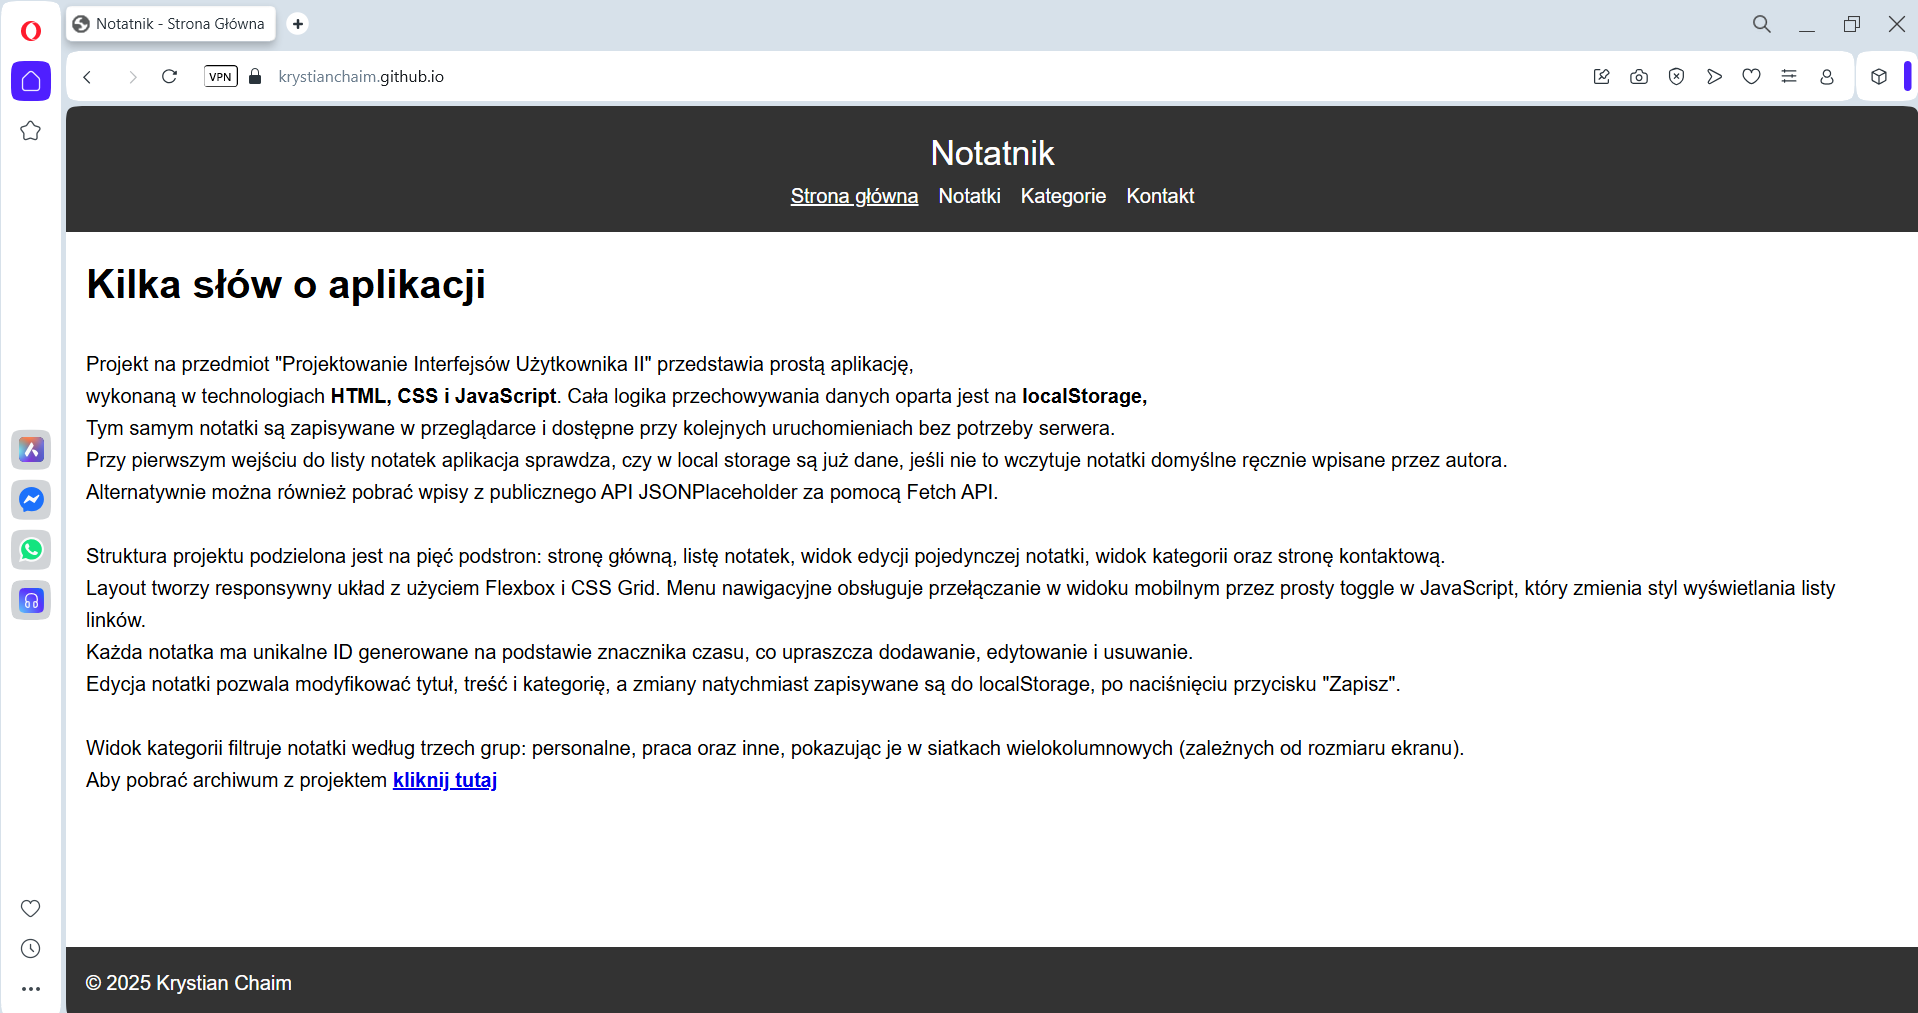 Notatnik - Strona Główna
VPN
krystianchaim.github.io
Notatnik
Strona główna Notatki Kategorie Kontakt
Kilka słów o aplikacji
Projekt na przedmiot "Projektowanie Interfejsów Użytkownika II" przedstawia prostą aplikację,
wykonaną w technologiach HTML, CSS i JavaScript. Cała logika przechowywania danych oparta jest na localStorage,
Tym samym notatki są zapisywane w przeglądarce i dostępne przy kolejnych uruchomieniach bez potrzeby serwera.
Przy pierwszym wejściu do listy notatek aplikacja sprawdza, czy w local storage są już dane, jeśli nie to wczytuje notatki domyślne ręcznie wpisane przez autora.
Alternatywnie można również pobrać wpisy z publicznego API JSONPlaceholder za pomocą Fetch API.
Struktura projektu podzielona jest na pięć podstron: stronę główną, listę notatek, widok edycji pojedynczej notatki, widok kategorii oraz stronę kontaktową.
Layout tworzy responsywny układ z użyciem Flexbox i CSS Grid. Menu nawigacyjne obsługuje przełączanie w widoku mobilnym przez prosty toggle w JavaScript, który zmienia styl wyświetlania listy
linków.
Każda notatka ma unikalne ID generowane na podstawie znacznika czasu, co upraszcza dodawanie, edytowanie i usuwanie.
Edycja notatki pozwala modyfikować tytuł, treść i kategorię, a zmiany natychmiast zapisywane są do localStorage, po naciśnięciu przycisku "Zapisz".
Widok kategorii filtruje notatki według trzech grup: personalne, praca oraz inne, pokazując je w siatkach wielokolumnowych (zależnych od rozmiaru ekranu).
Aby pobrać archiwum z projektem kliknij tutaj
© 2025 Krystian Chaim